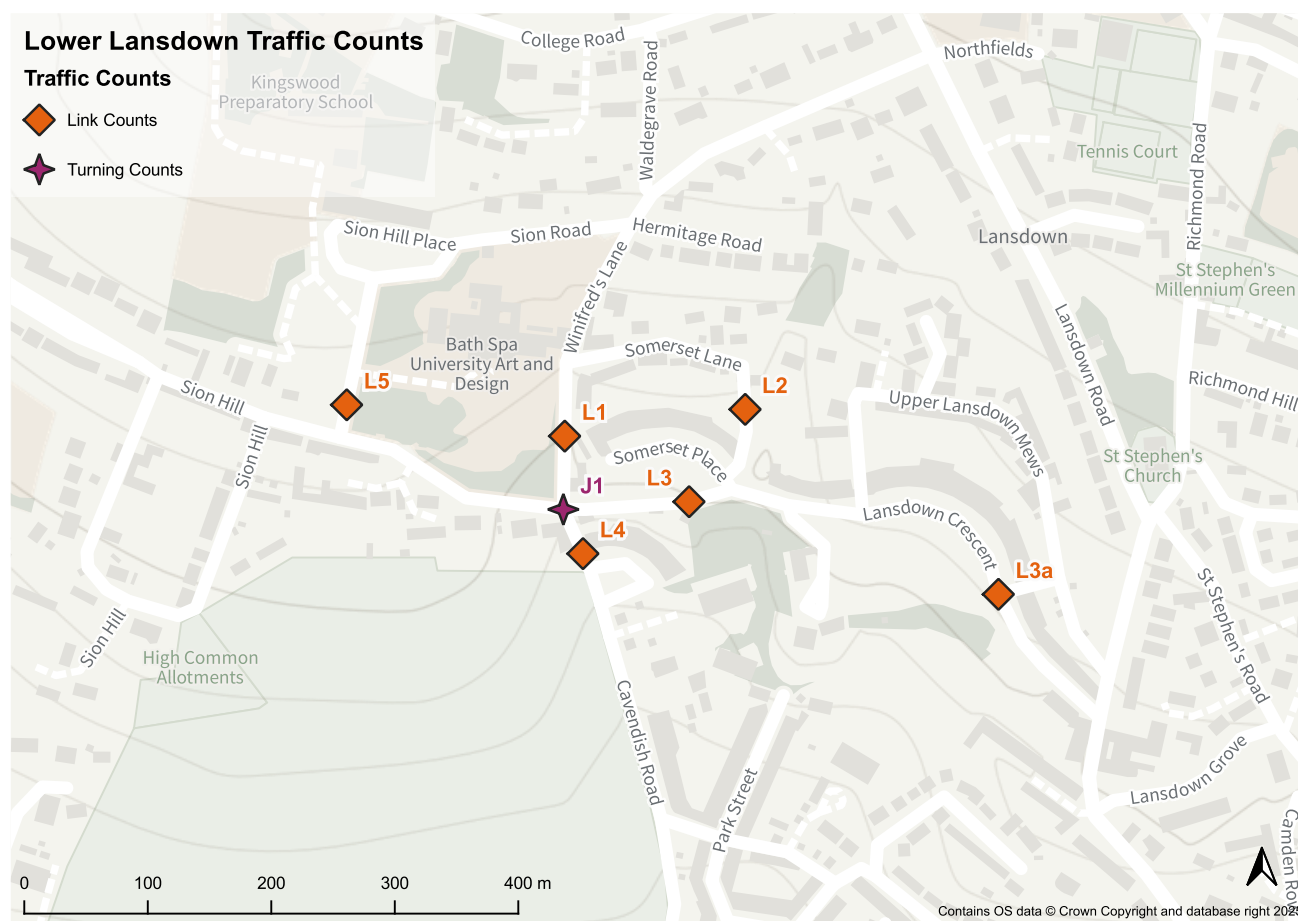 Lower Lansdown Traffic Counts
Traffic Counts
Link Counts
Turning Counts
Kingswood
Preparatory School
College Road
Waldegrave Road
Northfields
Tennis Court
Richmond Road
Sion Hill Place
Sion Road
Hermitage Road
Lansdown
St Stephen's
Millennium Green
Winifred's Lane
Bath Spa
University Art and
Design
Somerset Lane
Lansdown Road
Richmond Hill
L5
L2
Sion Hill
L1
Upper Lansdown Mews
Sion Hill
Somerset Place
St Stephen's
Church
L3
J1
Lansdown Crescent
L4
L3a
Sion Hill
High Common
Allotments
St Stephen's Road
Cavendish Road
Park Street
Lansdown Grove
0 100 200 300 400 m
Contains OS data © Crown Copyright and database right